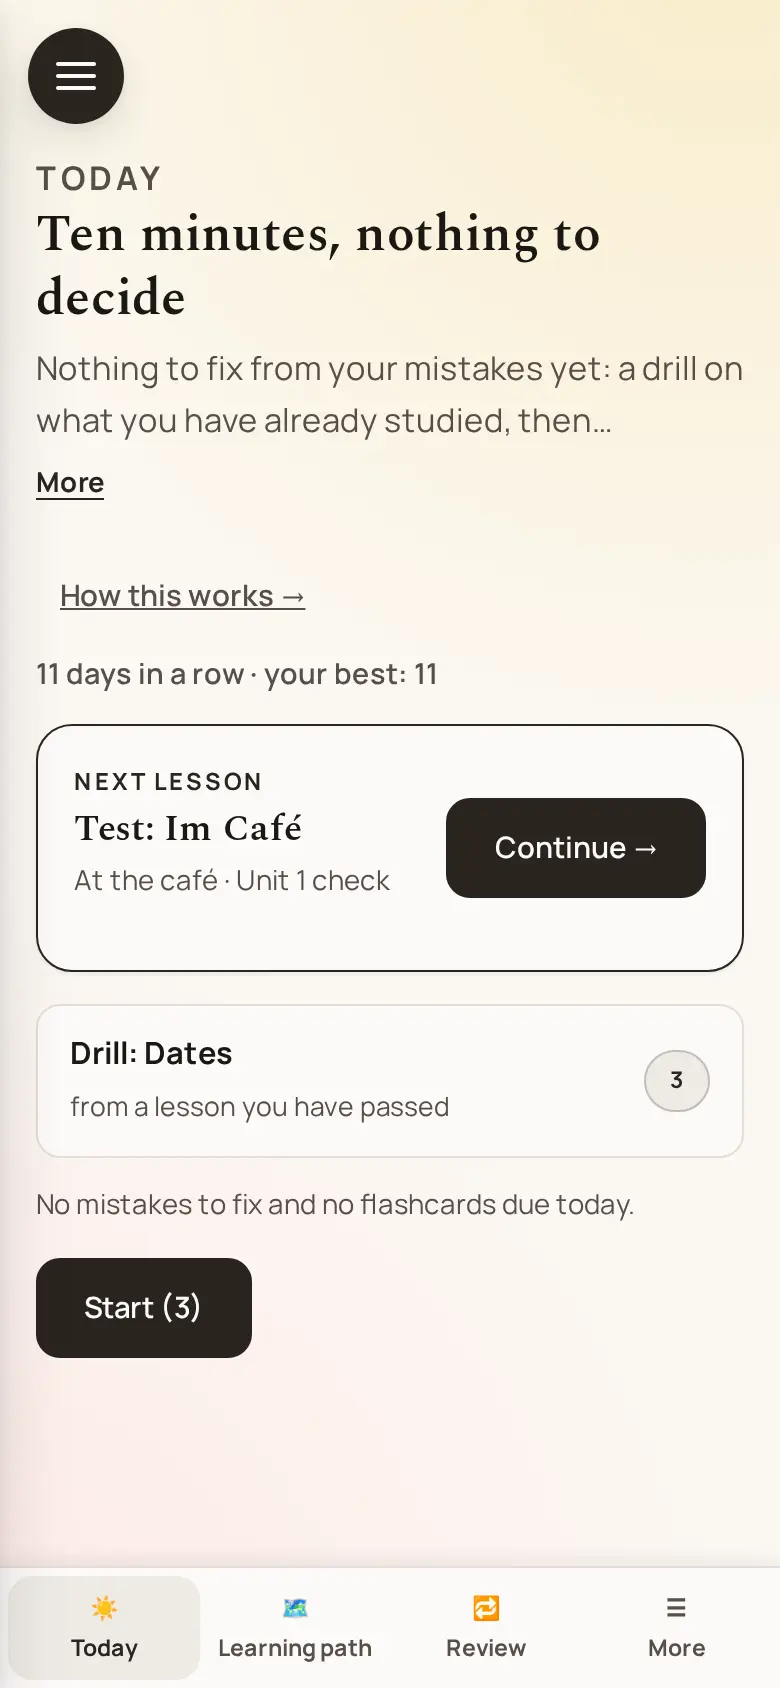 TODAY
Ten minutes, nothing to
decide
Nothing to fix from your mistakes yet: a drill on
what you have already studied, then…
More
How this works →
11 days in a row · your best: 11
NEXT LESSON
Test: Im Café
At the café · Unit 1 check
Continue →
Drill: Dates
from a lesson you have passed
3
No mistakes to fix and no flashcards due today.
Start (3)
Today
Learning path
Review
More